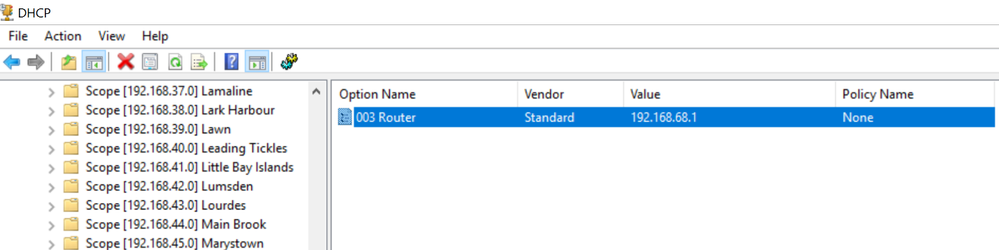 DHCP
File Action View Help
Scope [192.168.37.0] Lamaline
Scope [192.168.38.0] Lark Harbour
Scope [192.168.39.0] Lawn
Scope [192.168.40.0] Leading Tickles
Scope [192.168.41.0] Little Bay Islands
Scope [192.168.42.0] Lumsden
Scope [192.168.43.0] Lourdes
Scope [192.168.44.0] Main Brook
Scope [192.168.45.0] Marystown
Option Name Vendor Value Policy Name
003 Router Standard 192.168.68.1 None